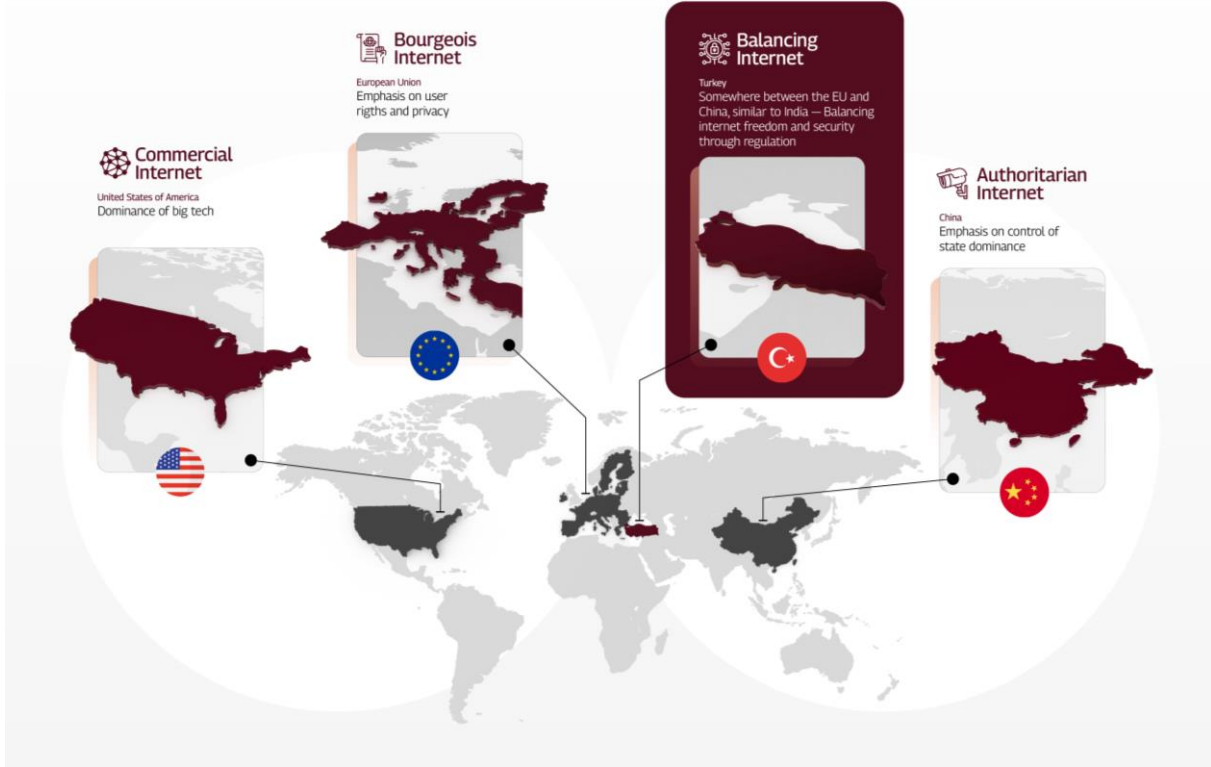 Commercial
Internet
United States of America
Dominance of big tech
Bourgeois
Internet
European Union
Emphasis on user
rigths and privacy
Balancing
Internet
Turkey
Somewhere between the EU and
China, similar to India — Balancing
internet freedom and security
through regulation
Authoritarian
Internet
China
Emphasis on control of
state dominance